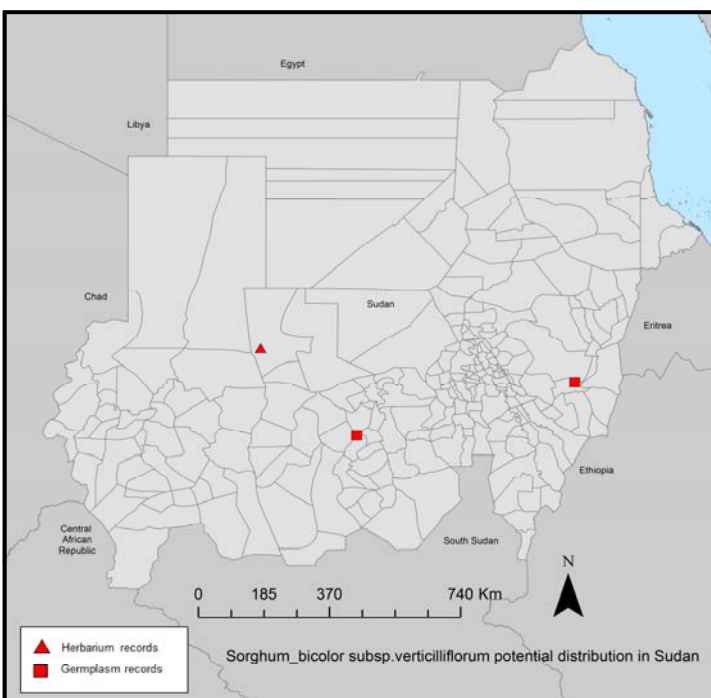 Egypt
Libya
Chad
Sudan
Eritrea
Ethiopia
Central
African
Republic
South Sudan
N
0 185 370 740 Km
Herbarium records
Germplasm records
Sorghum_bicolor subsp.verticilliflorum potential distribution in Sudan